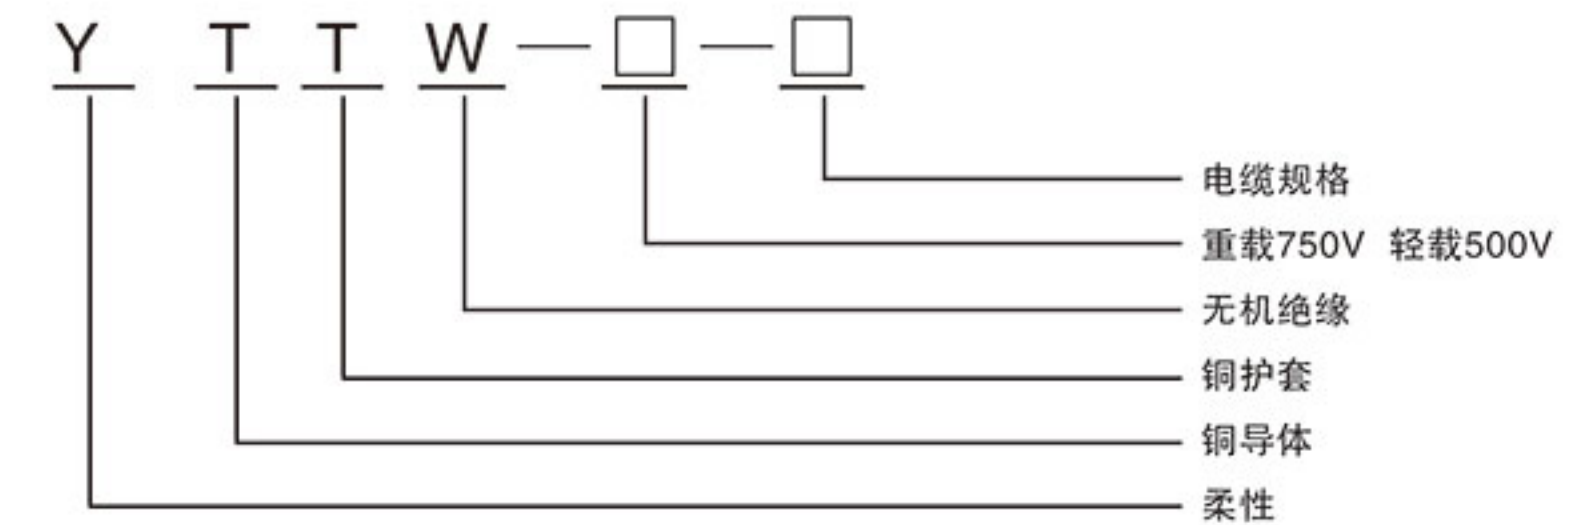 Y T T W — □ — □
电缆规格
重载750V 轻载500V
无机绝缘
铜护套
铜导体
柔性